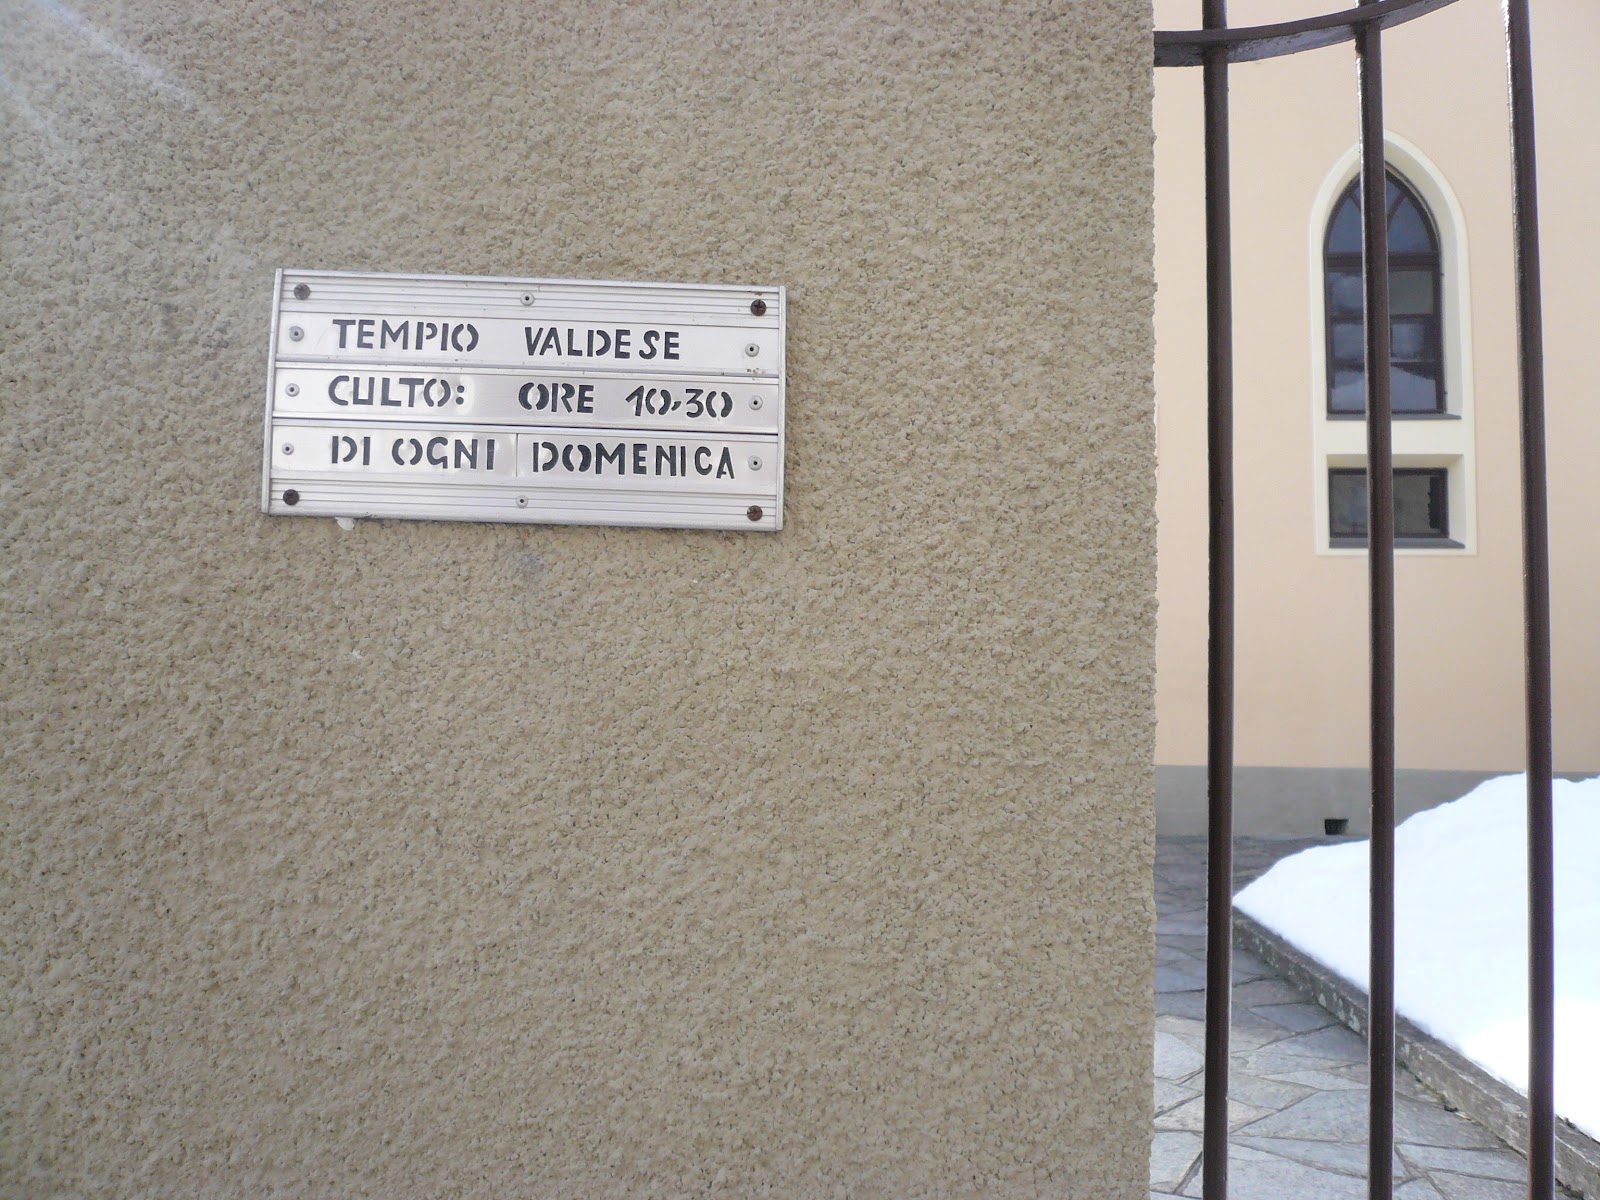 TEMPIO VALDESE
CULTO: ORE 10.30
DI OGNI DOMENICA